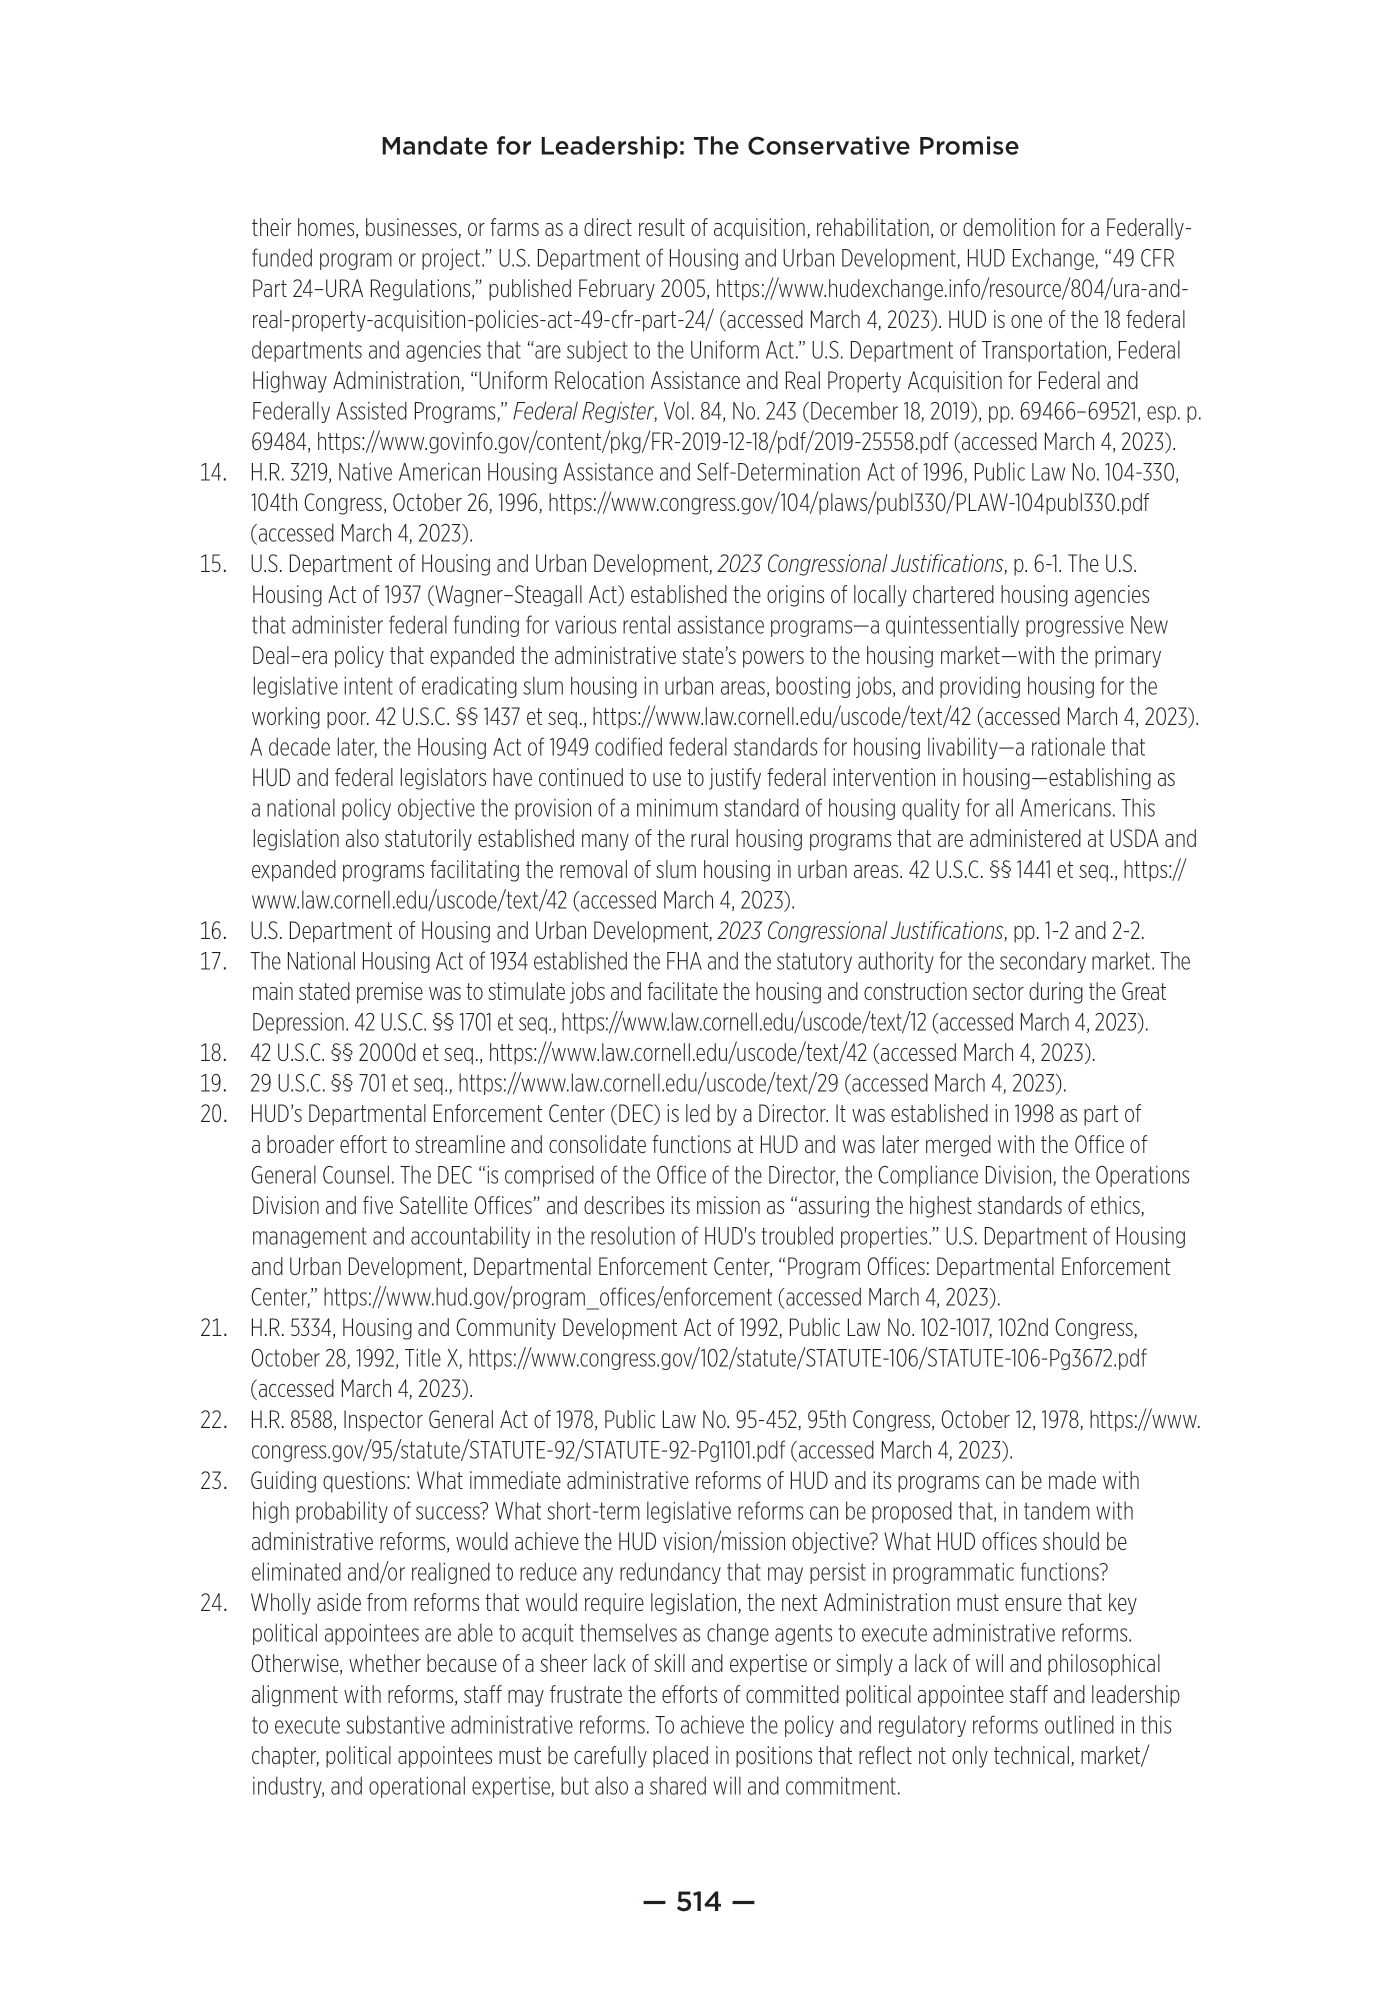 Mandate for Leadership: The Conservative Promise
their homes, businesses, or farms as a direct result of acquisition, rehabilitation, or demolition for a Federally-
funded program or project.” U.S. Department of Housing and Urban Development, HUD Exchange, “49 CFR
Part 24–URA Regulations,” published February 2005, https://www.hudexchange.info/resource/804/ura-and-
real-property-acquisition-policies-act-49-cfr-part-24/ (accessed March 4, 2023). HUD is one of the 18 federal
departments and agencies that “are subject to the Uniform Act.” U.S. Department of Transportation, Federal
Highway Administration, “Uniform Relocation Assistance and Real Property Acquisition for Federal and
Federally Assisted Programs,” Federal Register, Vol. 84, No. 243 (December 18, 2019), pp. 69466–69521, esp. p.
69484, https://www.govinfo.gov/content/pkg/FR-2019-12-18/pdf/2019-25558.pdf (accessed March 4, 2023).
14. H.R. 3219, Native American Housing Assistance and Self-Determination Act of 1996, Public Law No. 104-330,
104th Congress, October 26, 1996, https://www.congress.gov/104/plaws/publ330/PLAW-104publ330.pdf
(accessed March 4, 2023).
15. U.S. Department of Housing and Urban Development, 2023 Congressional Justifications, p. 6-1. The U.S.
Housing Act of 1937 (Wagner–Steagall Act) established the origins of locally chartered housing agencies
that administer federal funding for various rental assistance programs—a quintessentially progressive New
Deal–era policy that expanded the administrative state’s powers to the housing market—with the primary
legislative intent of eradicating slum housing in urban areas, boosting jobs, and providing housing for the
working poor. 42 U.S.C. §§ 1437 et seq., https://www.law.cornell.edu/uscode/text/42 (accessed March 4, 2023).
A decade later, the Housing Act of 1949 codified federal standards for housing livability—a rationale that
HUD and federal legislators have continued to use to justify federal intervention in housing—establishing as
a national policy objective the provision of a minimum standard of housing quality for all Americans. This
legislation also statutorily established many of the rural housing programs that are administered at USDA and
expanded programs facilitating the removal of slum housing in urban areas. 42 U.S.C. §§ 1441 et seq., https://
www.law.cornell.edu/uscode/text/42 (accessed March 4, 2023).
16. U.S. Department of Housing and Urban Development, 2023 Congressional Justifications, pp. 1-2 and 2-2.
17. The National Housing Act of 1934 established the FHA and the statutory authority for the secondary market. The
main stated premise was to stimulate jobs and facilitate the housing and construction sector during the Great
Depression. 42 U.S.C. §§ 1701 et seq., https://www.law.cornell.edu/uscode/text/12 (accessed March 4, 2023).
18. 42 U.S.C. §§ 2000d et seq., https://www.law.cornell.edu/uscode/text/42 (accessed March 4, 2023).
19. 29 U.S.C. §§ 701 et seq., https://www.law.cornell.edu/uscode/text/29 (accessed March 4, 2023).
20. HUD’s Departmental Enforcement Center (DEC) is led by a Director. It was established in 1998 as part of
a broader effort to streamline and consolidate functions at HUD and was later merged with the Office of
General Counsel. The DEC “is comprised of the Office of the Director, the Compliance Division, the Operations
Division and five Satellite Offices” and describes its mission as “assuring the highest standards of ethics,
management and accountability in the resolution of HUD's troubled properties.” U.S. Department of Housing
and Urban Development, Departmental Enforcement Center, “Program Offices: Departmental Enforcement
Center,” https://www.hud.gov/program_offices/enforcement (accessed March 4, 2023).
21. H.R. 5334, Housing and Community Development Act of 1992, Public Law No. 102-1017, 102nd Congress,
October 28, 1992, Title X, https://www.congress.gov/102/statute/STATUTE-106/STATUTE-106-Pg3672.pdf
(accessed March 4, 2023).
22. H.R. 8588, Inspector General Act of 1978, Public Law No. 95-452, 95th Congress, October 12, 1978, https://www.
congress.gov/95/statute/STATUTE-92/STATUTE-92-Pg1101.pdf (accessed March 4, 2023).
23. Guiding questions: What immediate administrative reforms of HUD and its programs can be made with
high probability of success? What short-term legislative reforms can be proposed that, in tandem with
administrative reforms, would achieve the HUD vision/mission objective? What HUD offices should be
eliminated and/or realigned to reduce any redundancy that may persist in programmatic functions?
24. Wholly aside from reforms that would require legislation, the next Administration must ensure that key
political appointees are able to acquit themselves as change agents to execute administrative reforms.
Otherwise, whether because of a sheer lack of skill and expertise or simply a lack of will and philosophical
alignment with reforms, staff may frustrate the efforts of committed political appointee staff and leadership
to execute substantive administrative reforms. To achieve the policy and regulatory reforms outlined in this
chapter, political appointees must be carefully placed in positions that reflect not only technical, market/
industry, and operational expertise, but also a shared will and commitment.
— 514 —